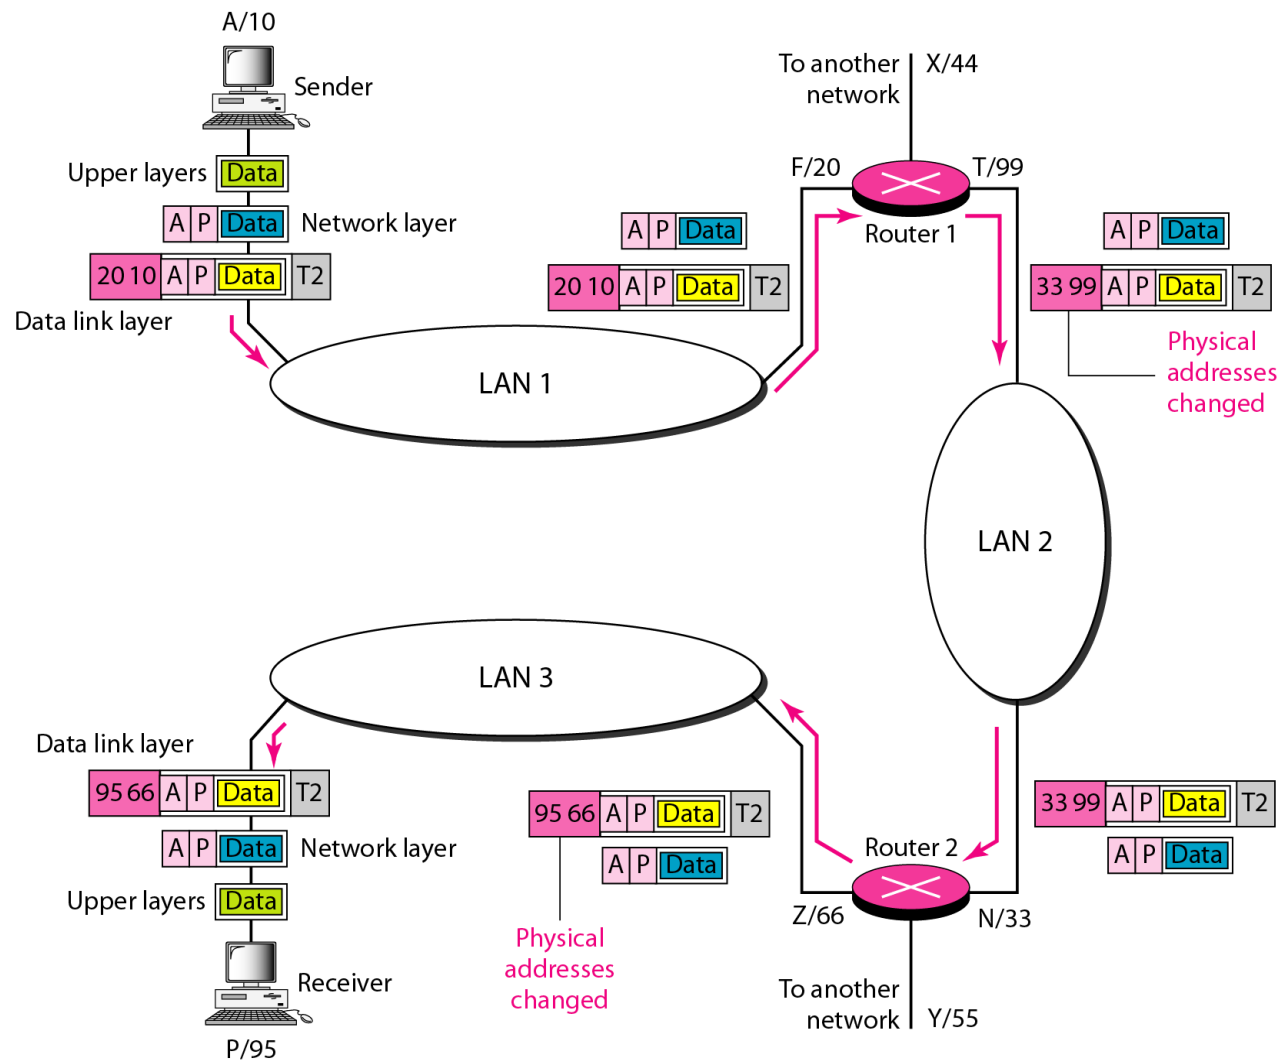 A/10
Sender
Upper layers
Data
A P Data
Network layer
20 10 A P Data T2
Data link layer
LAN 1
To another
network
X/44
F/20
T/99
Router 1
A P Data
20 10 A P Data T2
A P Data
33 99 A P Data T2
Physical
addresses
changed
LAN 2
LAN 3
Data link layer
95 66 A P Data T2
A P Data
Network layer
Upper layers
Data
Receiver
P/95
95 66 A P Data T2
A P Data
Physical
addresses
changed
Router 2
Z/66
N/33
33 99 A P Data T2
A P Data
To another
network
Y/55